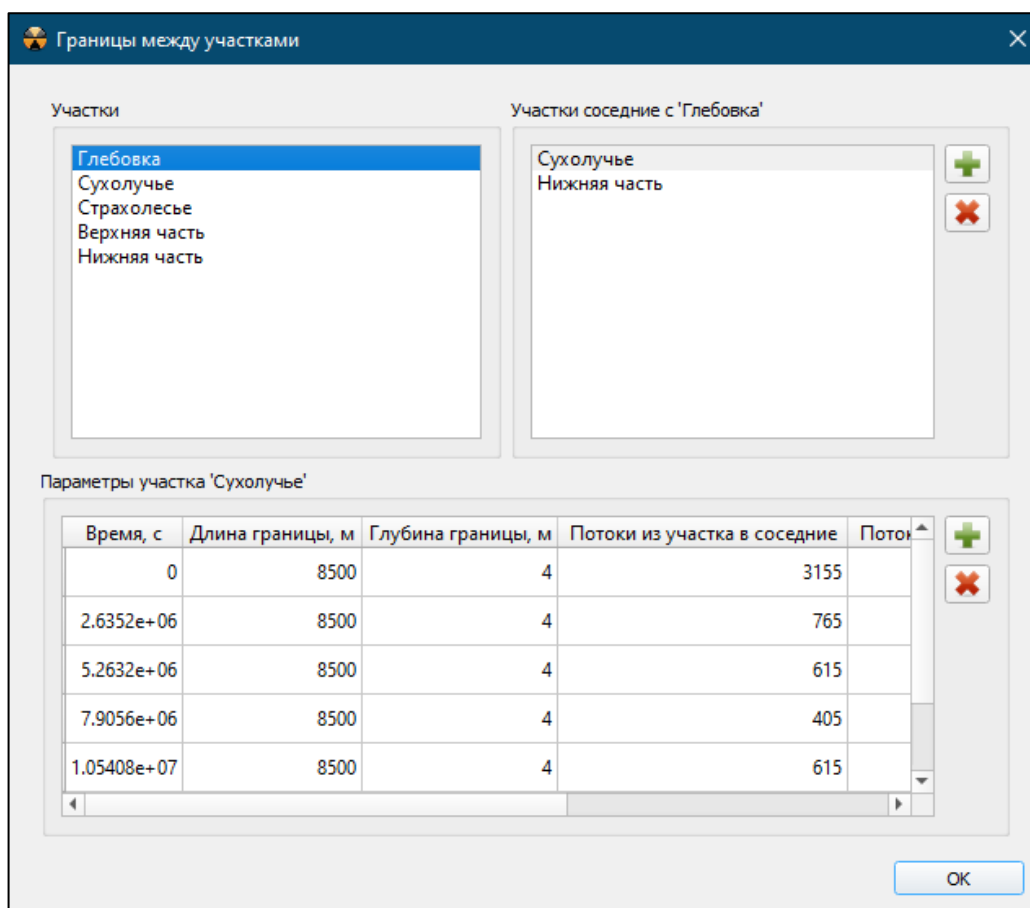 Границы между участками
Участки
Участки соседние с 'Глебовка'
Глебовка
Сухолучье
Страхолесье
Верхняя часть
Нижняя часть
Сухолучье
Нижняя часть
Параметры участка 'Сухолучье'
Время, с Длина границы, м Глубина границы, м Потоки из участка в соседние Поток
0 8500 4 3155
2.6352e+06 8500 4 765
5.2632e+06 8500 4 615
7.9056e+06 8500 4 405
1.05408e+07 8500 4 615
OK